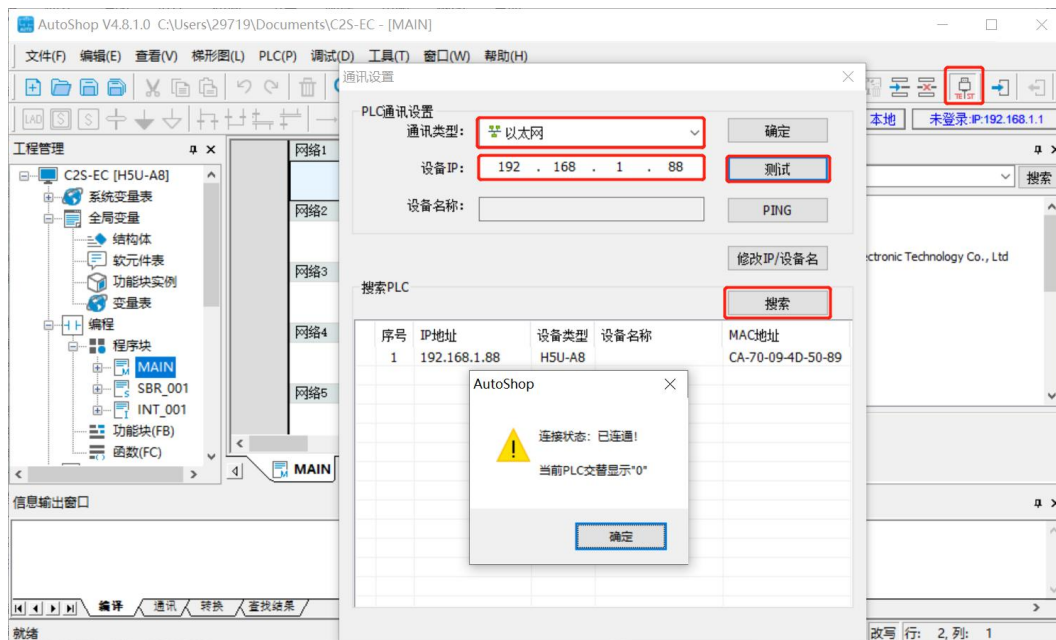 AutoShop V4.8.1.0 C:\Users\29719\Documents\C2S-EC - [MAIN]
文件(F) 编辑(E) 查看(V) 梯形图(L) PLC(P) 调试(D) 工具(T) 窗口(W) 帮助(H)
TEST
LAD
本地
未登录:IP:192.168.1.1
工程管理
C2S-EC [H5U-A8]
系统变量表
全局变量
结构体
软元件表
功能块实例
变量表
编程
程序块
MAIN
SBR_001
INT_001
功能块(FB)
函数(FC)
网络1
网络2
网络3
网络4
网络5
MAIN
搜索
ctronic Technology Co., Ltd
通讯设置
PLC通讯设置
通讯类型: 以太网 确定
设备IP: 192 . 168 . 1 . 88 测试
设备名称: PING
修改IP/设备名
搜索PLC
搜索
序号 IP地址 设备类型 设备名称 MAC地址
1 192.168.1.88 H5U-A8 CA-70-09-4D-50-89
AutoShop
连接状态: 已连通!
当前PLC交替显示"0"
确定
信息输出窗口
编译 通讯 转换 查找结果
就绪
改写 行: 2, 列: 1